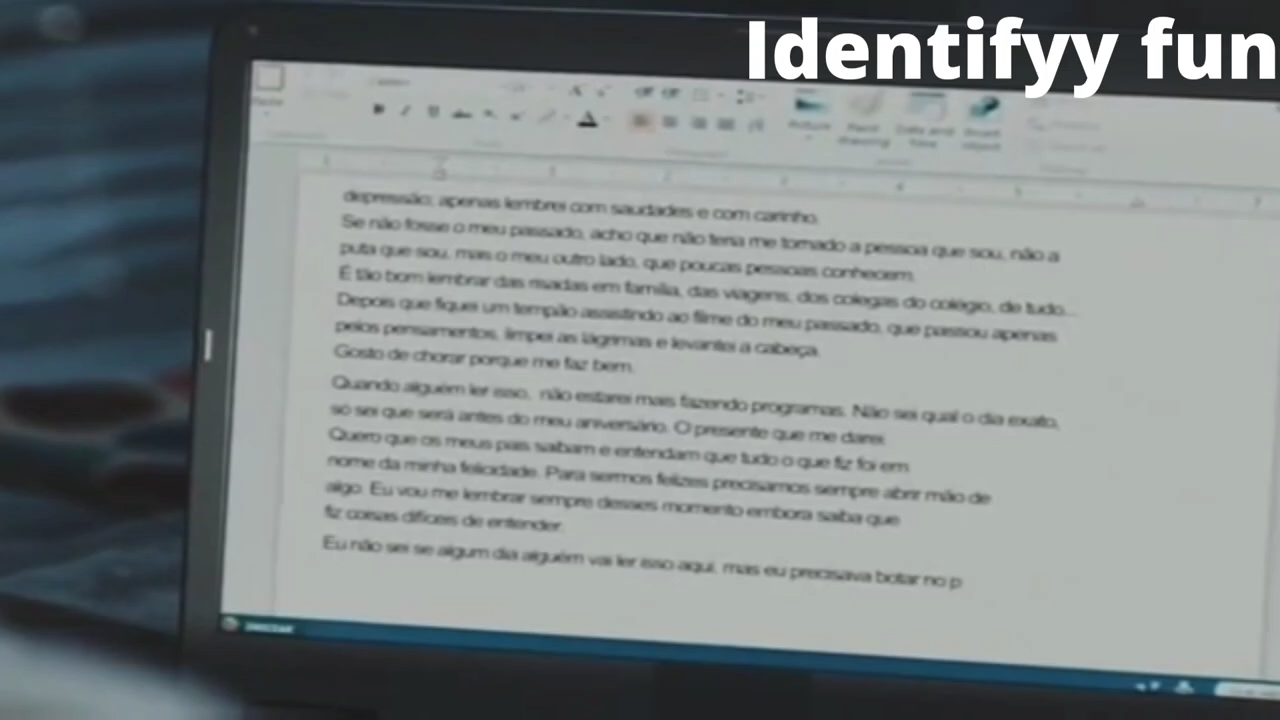 Identifyy fun
depressão; apenas lembrei com saudades e com carinho.
Se não fosse o meu passado, acho que não teria me tornado a pessoa que sou, não a
puta que sou, mas o meu outro lado, que poucas pessoas conhecem.
É tão bom lembrar das risadas em família, das viagens, dos colegas do colégio, de tudo...
Depois que fiquei um tempão assistindo ao filme do meu passado, que passou apenas
pelos pensamentos, limpei as lágrimas e levantei a cabeça.
Gosto de chorar porque me faz bem.
Quando alguém ler isso, não estarei mais fazendo programas. Não sei qual o dia exato,
só sei que será antes do meu aniversário. O presente que me darei.
Quero que os meus pais saibam e entendam que tudo o que fiz foi em
nome da minha felicidade. Para sermos felizes precisamos sempre abrir mão de
algo. Eu vou me lembrar sempre desses momento embora saiba que
fiz coisas difíceis de entender.
Eu não sei se algum dia alguém vai ler isso aqui, mas eu precisava botar no p